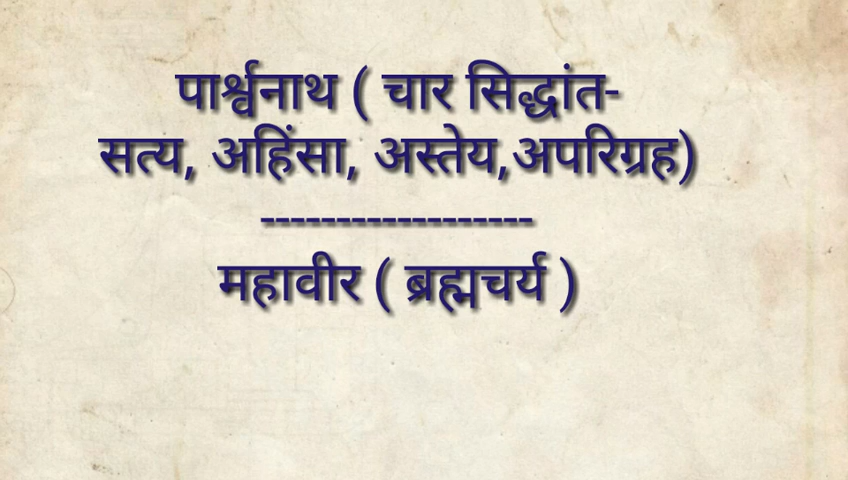 पार्श्वनाथ ( चार सिद्धांत-
सत्य, अहिंसा, अस्तेय,अपरिग्रह)
------------------
महावीर ( ब्रह्मचर्य )